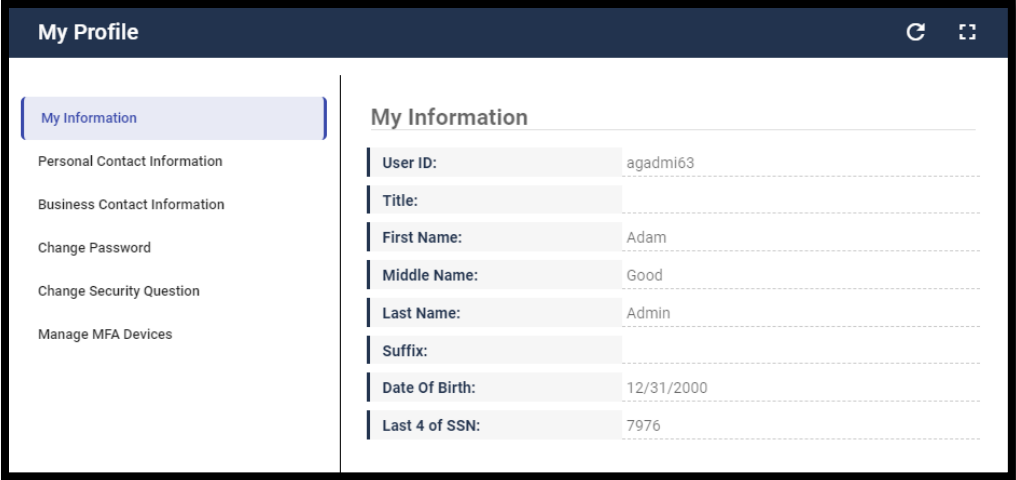 My Profile
My Information
Personal Contact Information
Business Contact Information
Change Password
Change Security Question
Manage MFA Devices
My Information
User ID: agadmi63
Title:
First Name: Adam
Middle Name: Good
Last Name: Admin
Suffix:
Date Of Birth: 12/31/2000
Last 4 of SSN: 7976